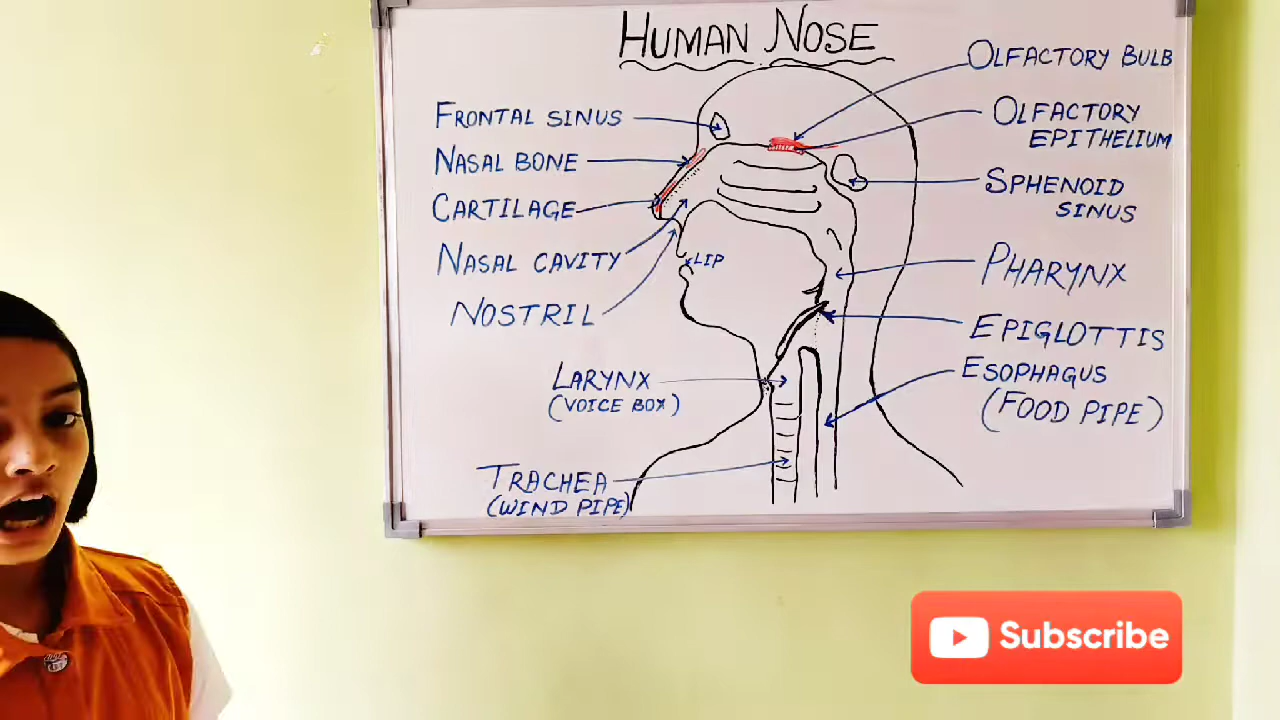 HUMAN NOSE
FRONTAL SINUS
NASAL BONE
CARTILAGE
NASAL CAVITY
NOSTRIL
LIP
LARYNX
(VOICE BOX)
TRACHEA
(WIND PIPE)
OLFACTORY BULB
OLFACTORY
EPITHELIUM
SPHENOID
SINUS
PHARYNX
EPIGLOTTIS
ESOPHAGUS
(FOOD PIPE)
Subscribe